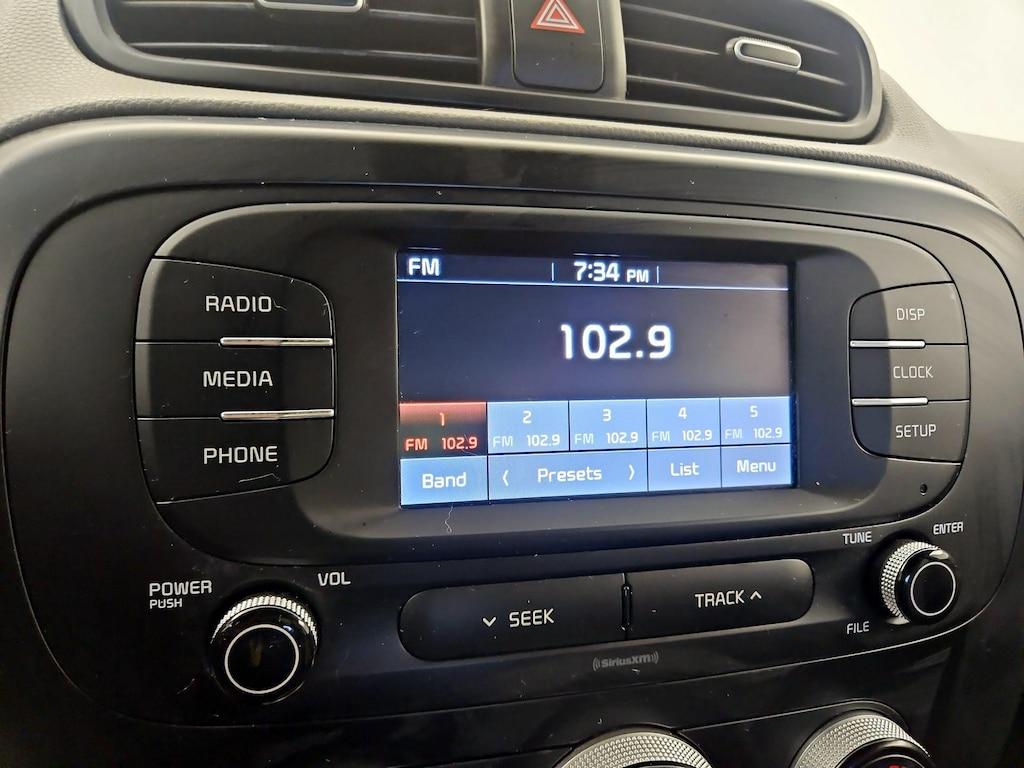 FM 7:34 PM
102.9
1 2 3 4 5
FM 102.9 FM 102.9 FM 102.9 FM 102.9 FM 102.9
Band < Presets > List Menu
RADIO
MEDIA
PHONE
DISP
CLOCK
SETUP
POWER
PUSH
VOL
SEEK
TRACK
TUNE
ENTER
FILE
SiriusXM